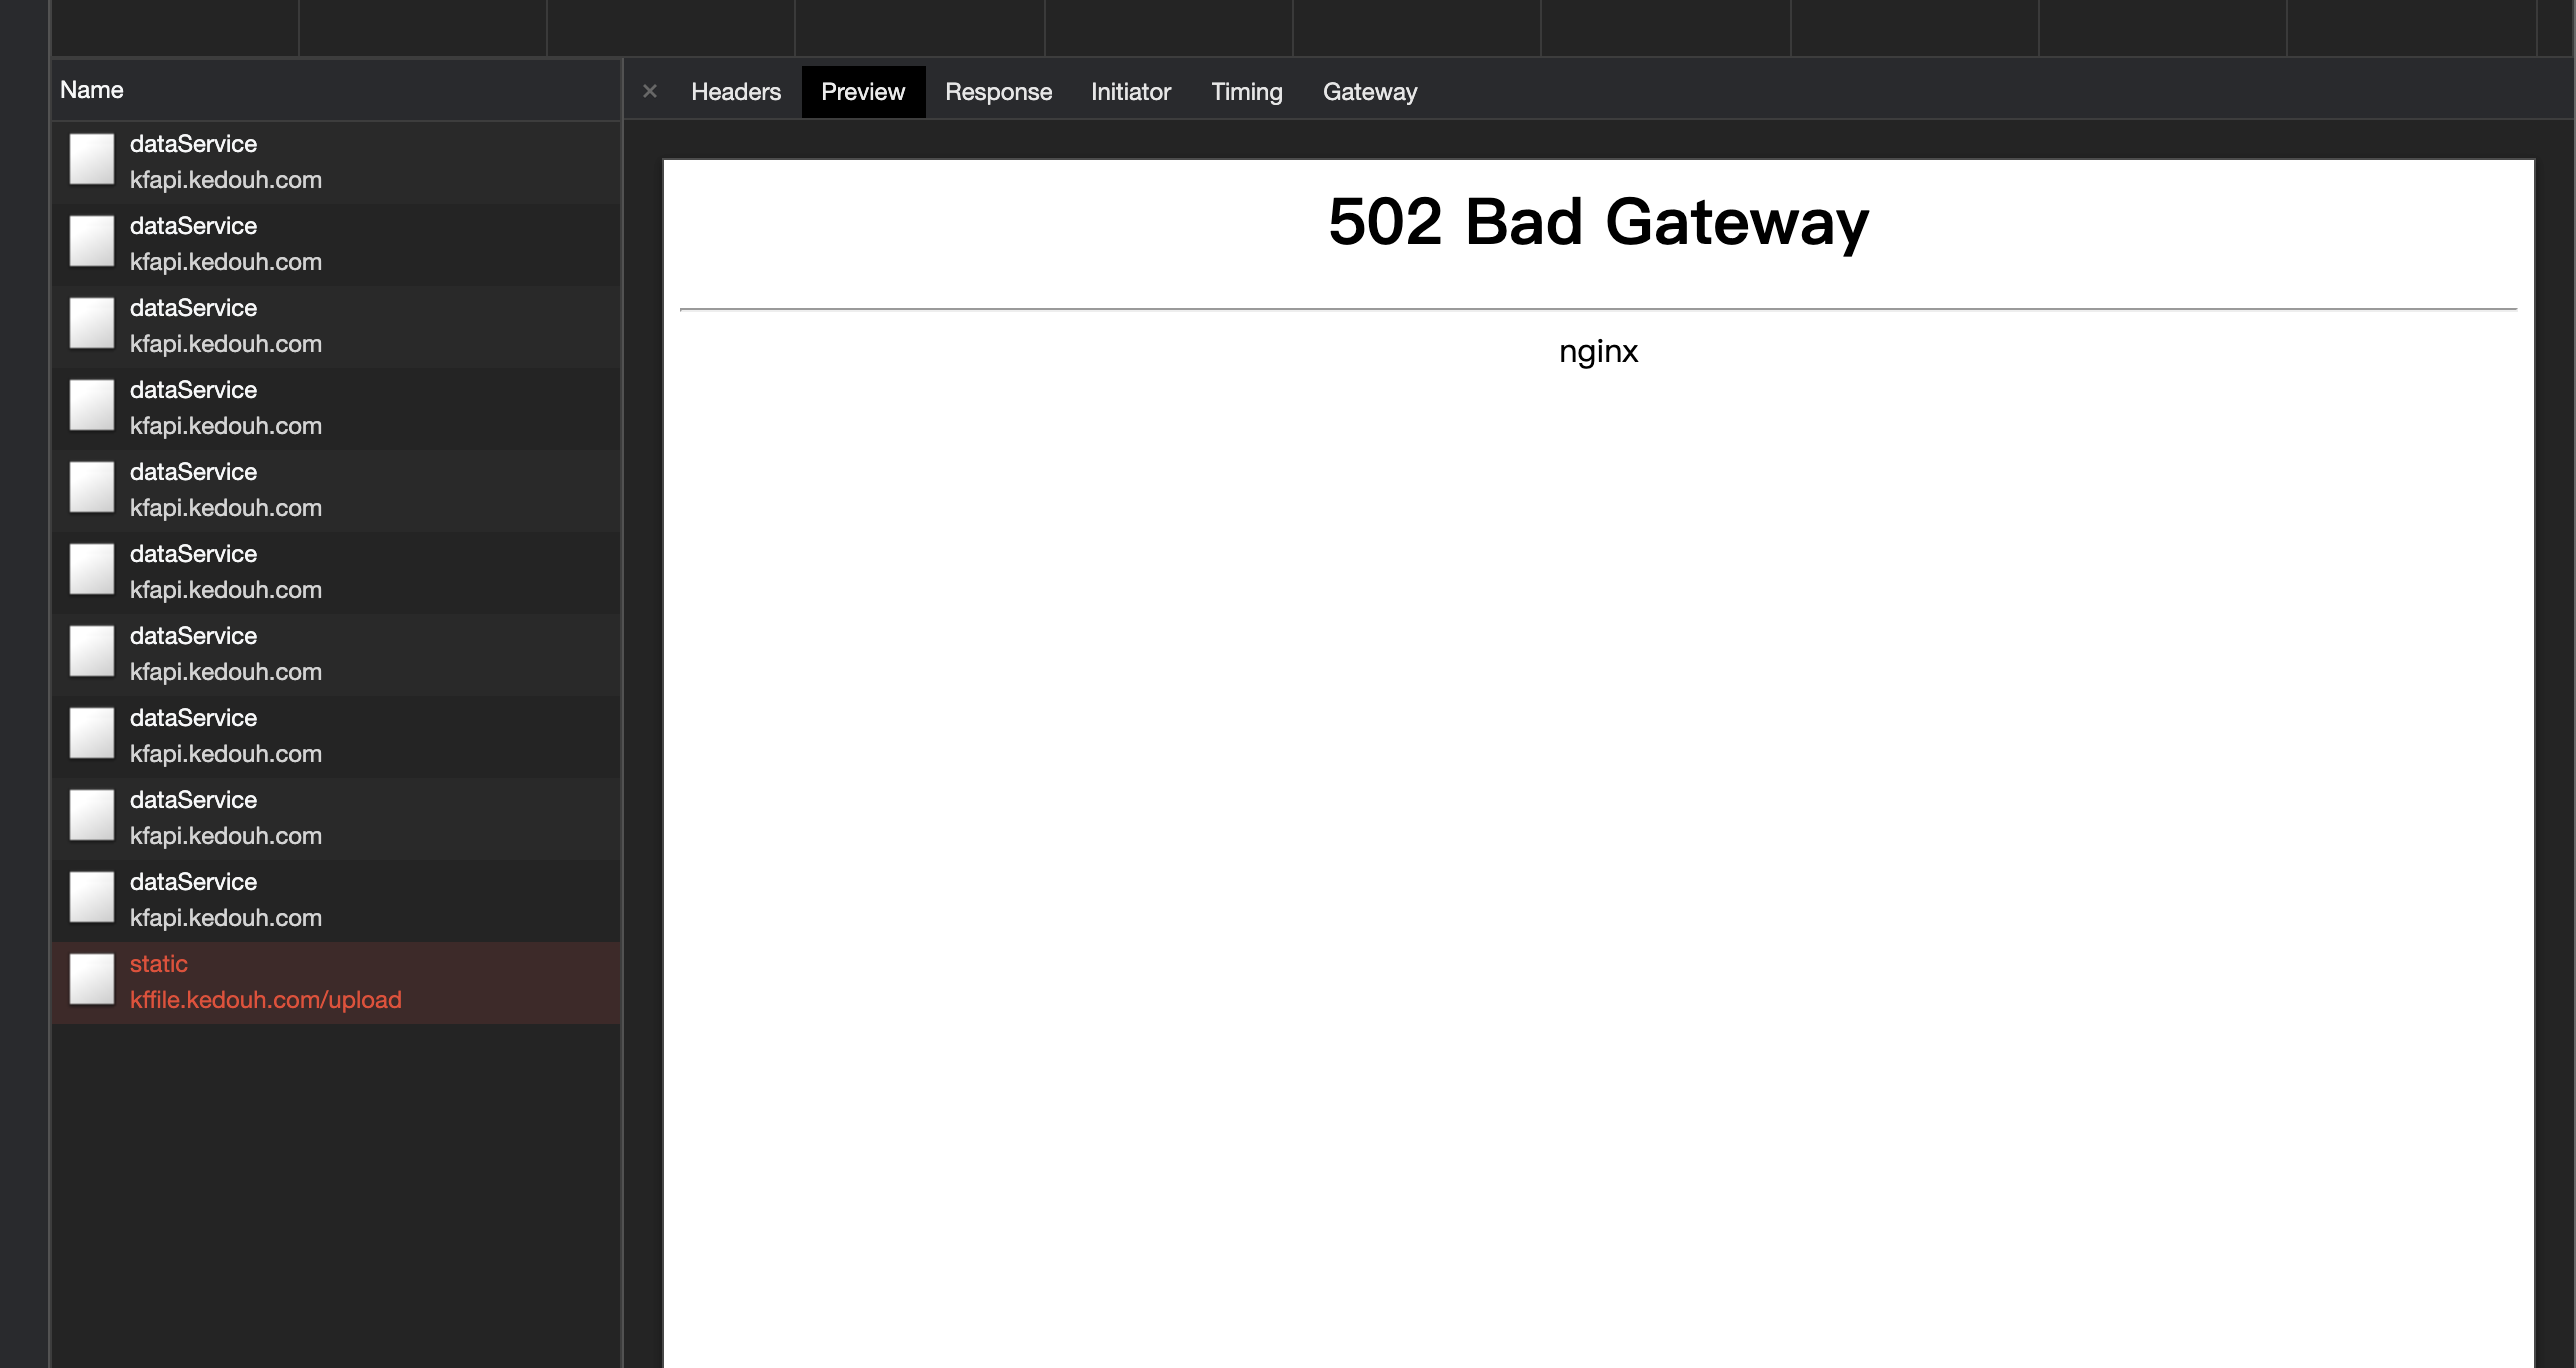 Name
dataService
kfapi.kedouh.com
dataService
kfapi.kedouh.com
dataService
kfapi.kedouh.com
dataService
kfapi.kedouh.com
dataService
kfapi.kedouh.com
dataService
kfapi.kedouh.com
dataService
kfapi.kedouh.com
dataService
kfapi.kedouh.com
dataService
kfapi.kedouh.com
dataService
kfapi.kedouh.com
static
kffile.kedouh.com/upload
× Headers Preview Response Initiator Timing Gateway
502 Bad Gateway
nginx